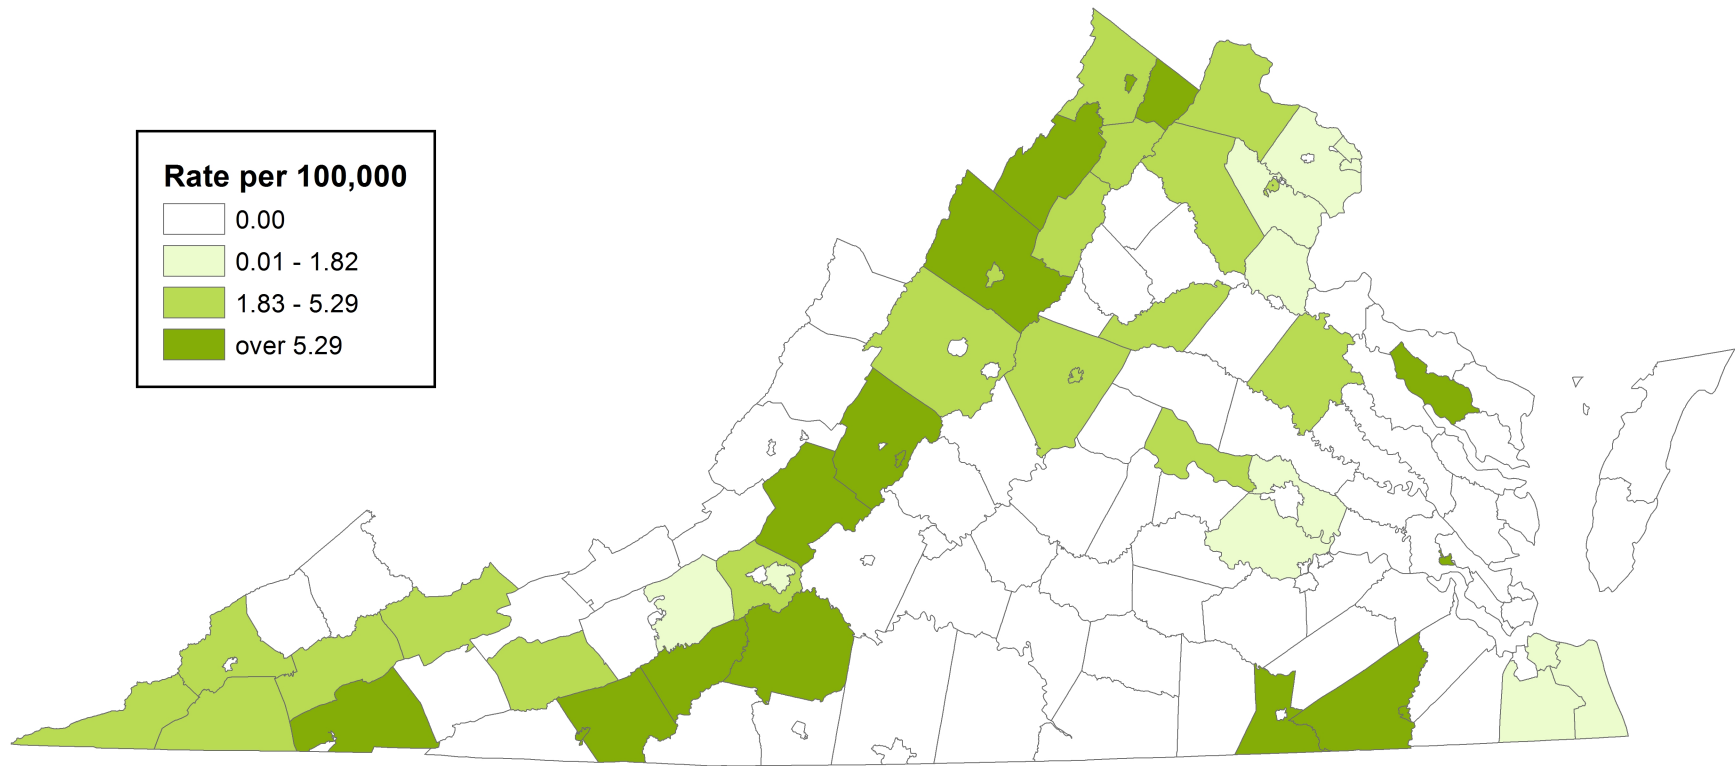 Rate per 100,000
0.00
0.01 - 1.82
1.83 - 5.29
over 5.29